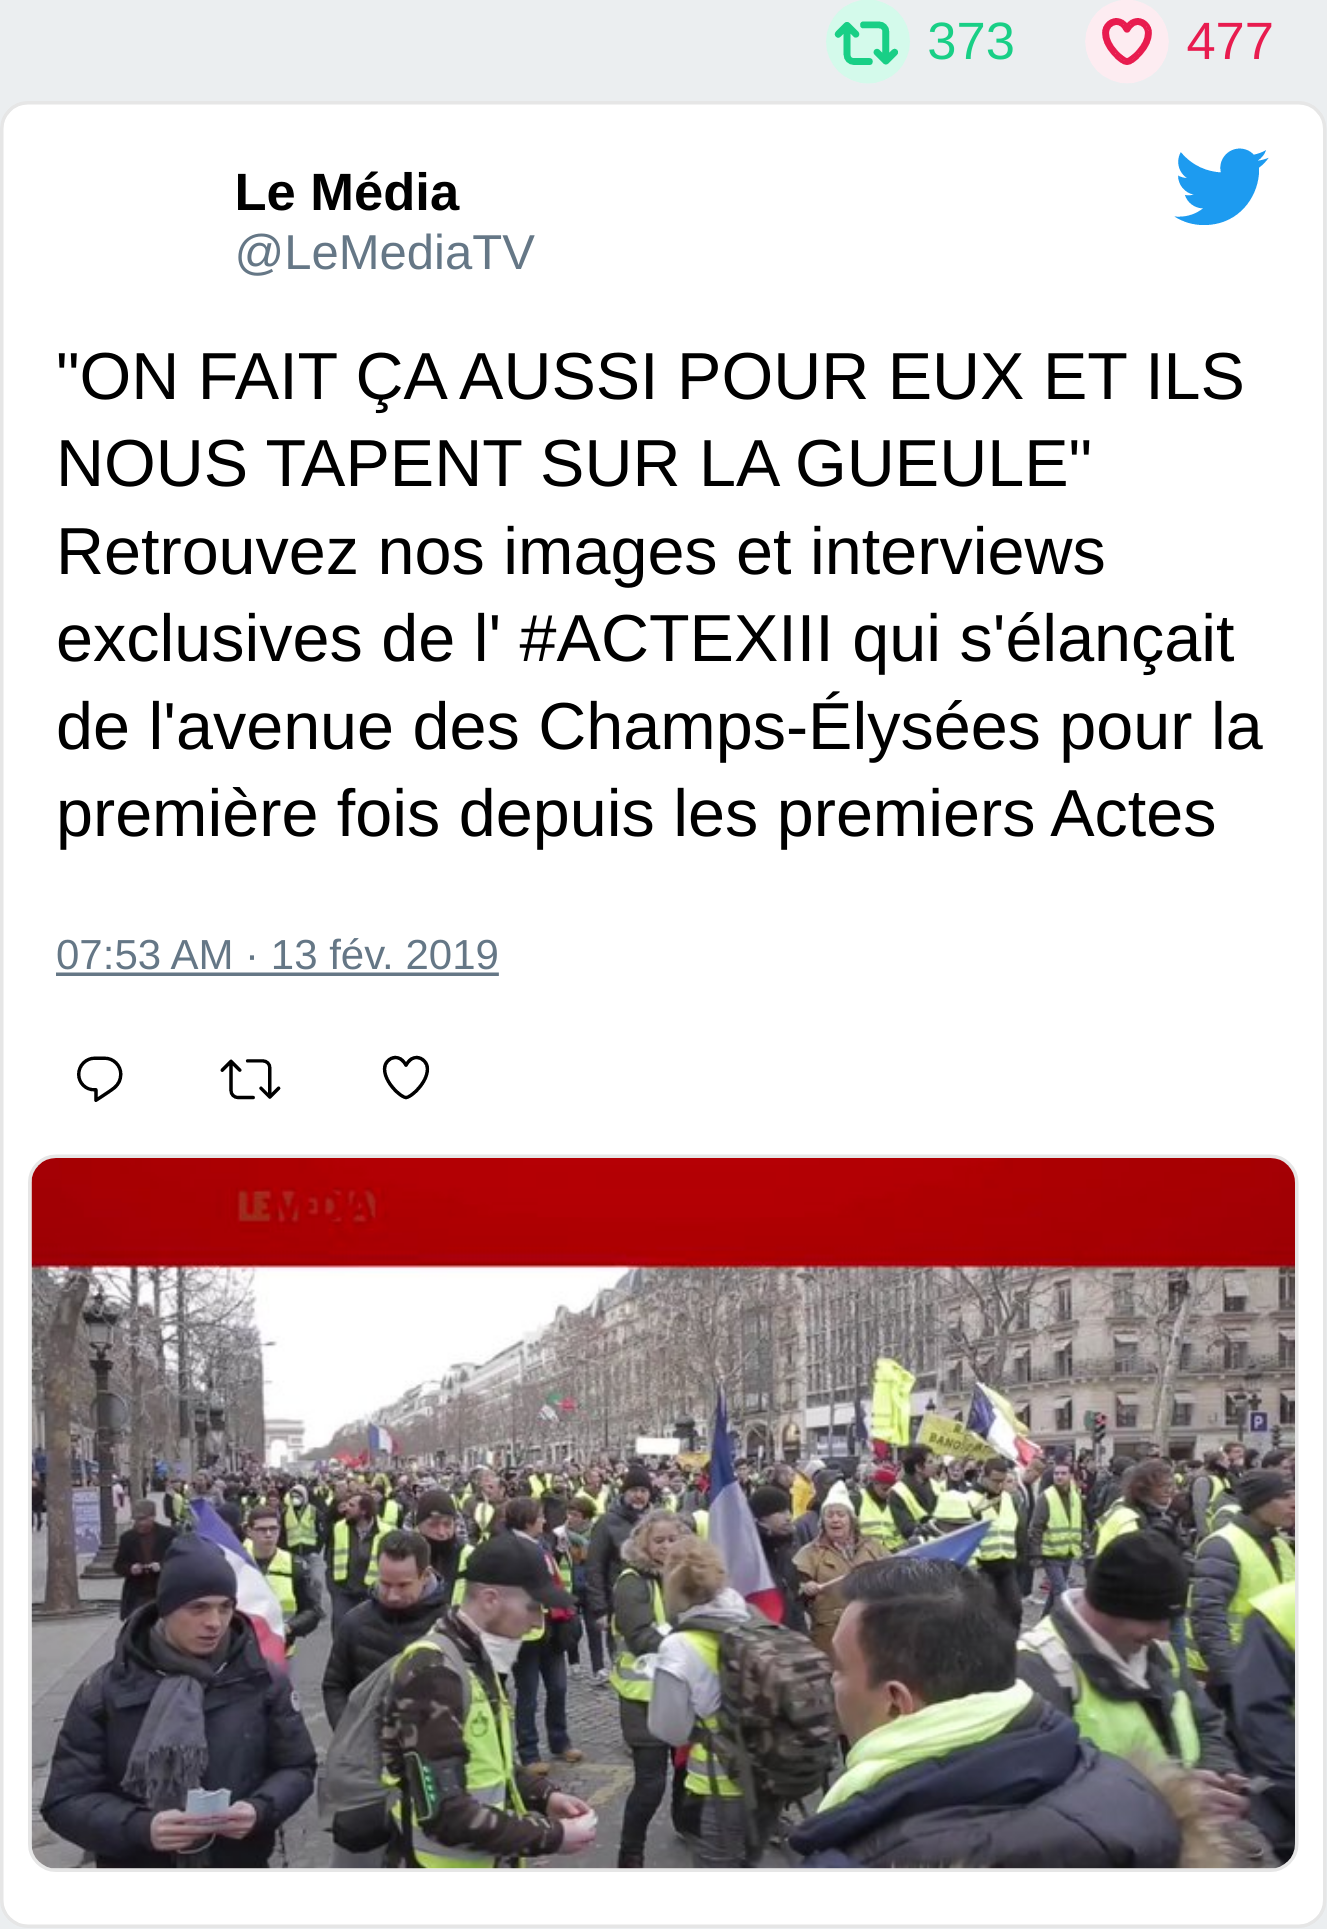 373 477
Le Média
@LeMediaTV
"ON FAIT ÇA AUSSI POUR EUX ET ILS
NOUS TAPENT SUR LA GUEULE"
Retrouvez nos images et interviews
exclusives de l' #ACTEXIII qui s'élançait
de l'avenue des Champs-Élysées pour la
première fois depuis les premiers Actes
07:53 AM · 13 fév. 2019
LE MEDIA
P